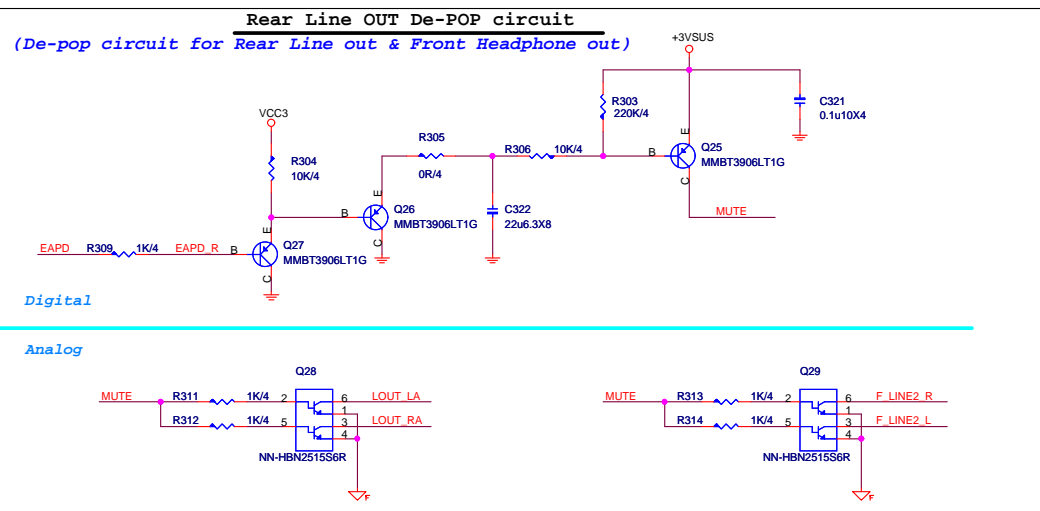 Rear Line OUT De-POP circuit
(De-pop circuit for Rear Line out & Front Headphone out)
+3VSUS
R303
220K/4
C321
0.1u10X4
VCC3
R304
10K/4
R305
0R/4
R306 10K/4
E
B
C
Q25
MMBT3906LT1G
MUTE
E
B
C
Q26
MMBT3906LT1G
C322
22u6.3X8
EAPD R309 1K/4 EAPD_R B
E
C
Q27
MMBT3906LT1G
Digital
Analog
Q28
MUTE R311 1K/4 2 6 LOUT_LA
1
R312 1K/4 5 3 LOUT_RA
4
NN-HBN2515S6R
F
Q29
MUTE R313 1K/4 2 6 F_LINE2_R
1
R314 1K/4 5 3 F_LINE2_L
4
NN-HBN2515S6R
F